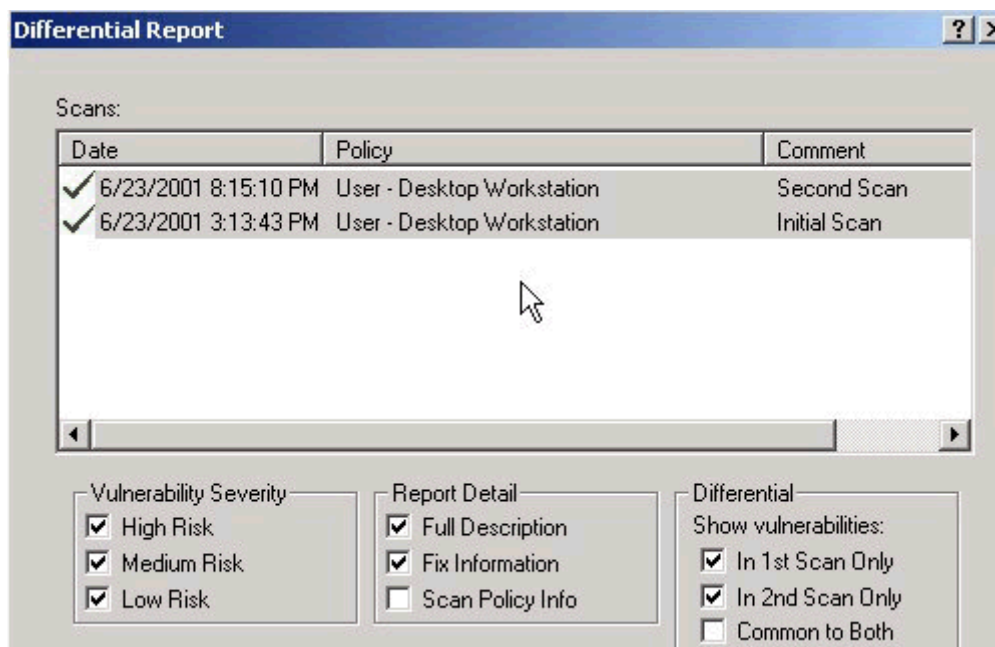 Differential Report
Scans:
Date Policy Comment
6/23/2001 8:15:10 PM User - Desktop Workstation Second Scan
6/23/2001 3:13:43 PM User - Desktop Workstation Initial Scan
Vulnerability Severity
High Risk
Medium Risk
Low Risk
Report Detail
Full Description
Fix Information
Scan Policy Info
Differential
Show vulnerabilities:
In 1st Scan Only
In 2nd Scan Only
Common to Both